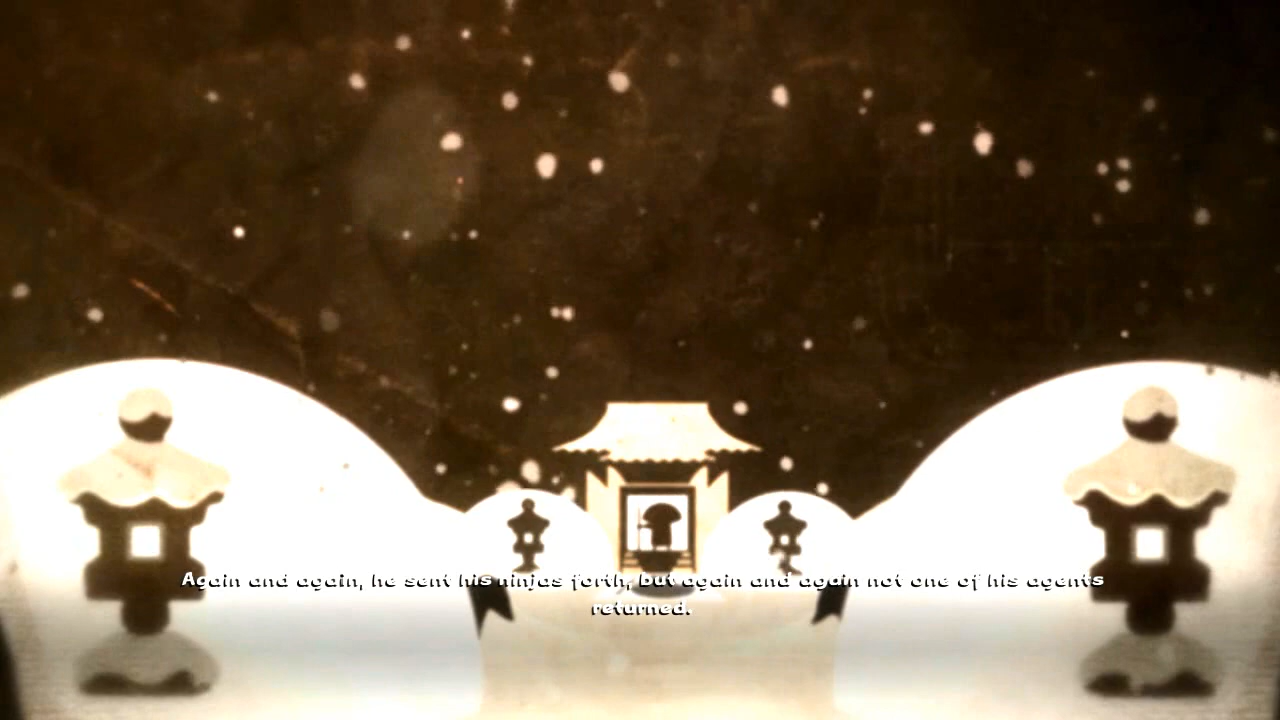 Again and again, he sent his ninjas forth, but again and again not one of his agents
returned.